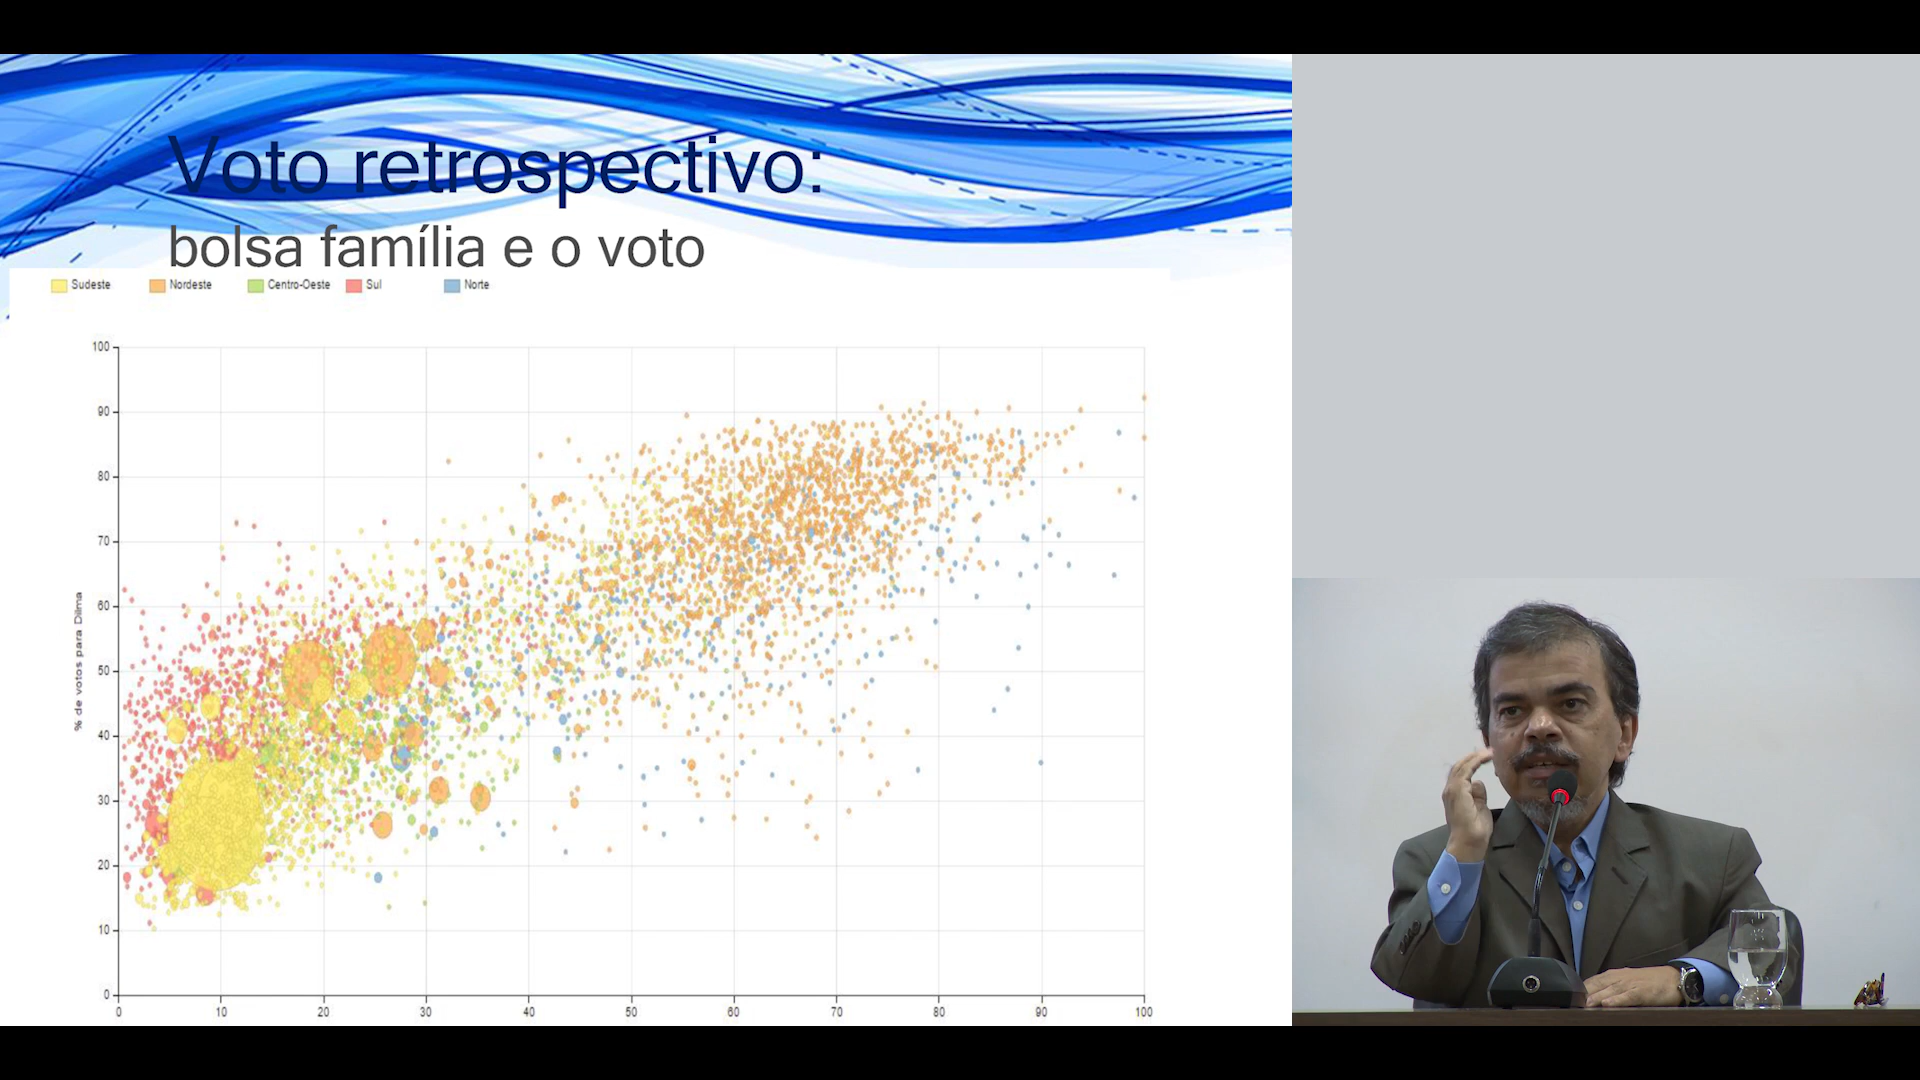 Voto retrospectivo:
bolsa família e o voto
Sudeste Nordeste Centro-Oeste Sul Norte
% de votos para Dilma
100
90
80
70
60
50
40
30
20
10
0
0 10 20 30 40 50 60 70 80 90 100